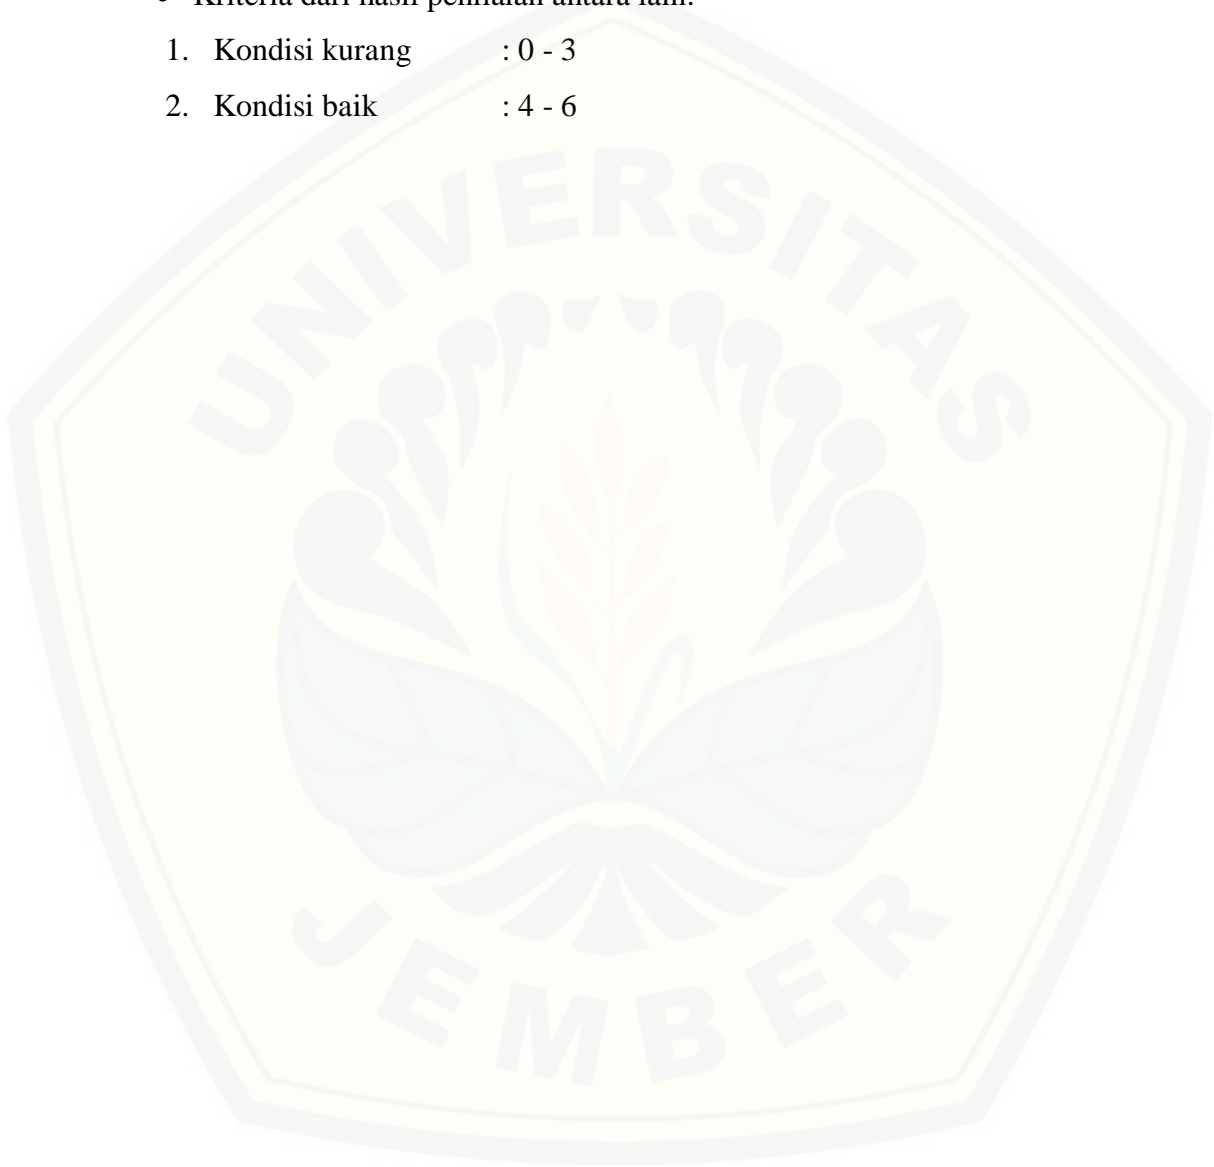 • Kriteria dari hasil penilaian antara lain:
1. Kondisi kurang : 0 - 3
2. Kondisi baik : 4 - 6
UNIVERSITAS
JEMBER